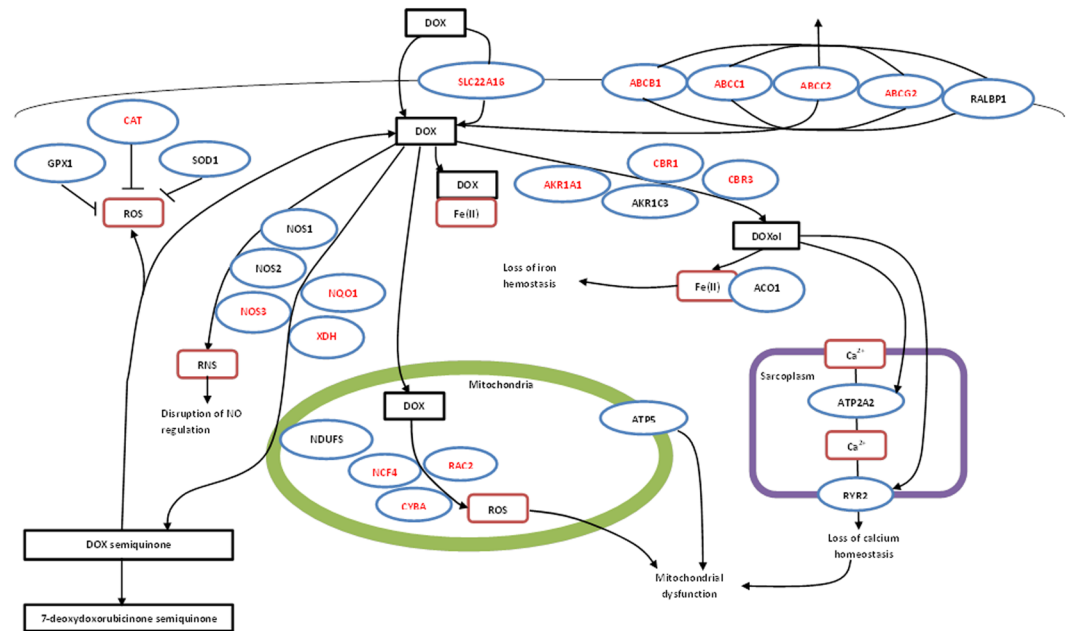 DOX
SLC22A16
ABCB1
ABCC1
ABCC2
ABCG2
RALBP1
CAT
GPX1
SOD1
ROS
DOX
DOX
Fe(II)
CBR1
AKR1A1
AKR1C3
CBR3
DOXol
NOS1
NOS2
NOS3
NQO1
XDH
Loss of iron
hemostasis
Fe(II)
ACO1
RNS
Disruption of NO
regulation
Mitochondria
DOX
ATP5
NDUFS
NCF4
RAC2
CYBA
ROS
Ca²⁺
Sarcoplasm
ATP2A2
Ca²⁺
RYR2
Loss of calcium
homeostasis
DOX semiquinone
Mitochondrial
dysfunction
7-deoxydoxorubicinone semiquinone